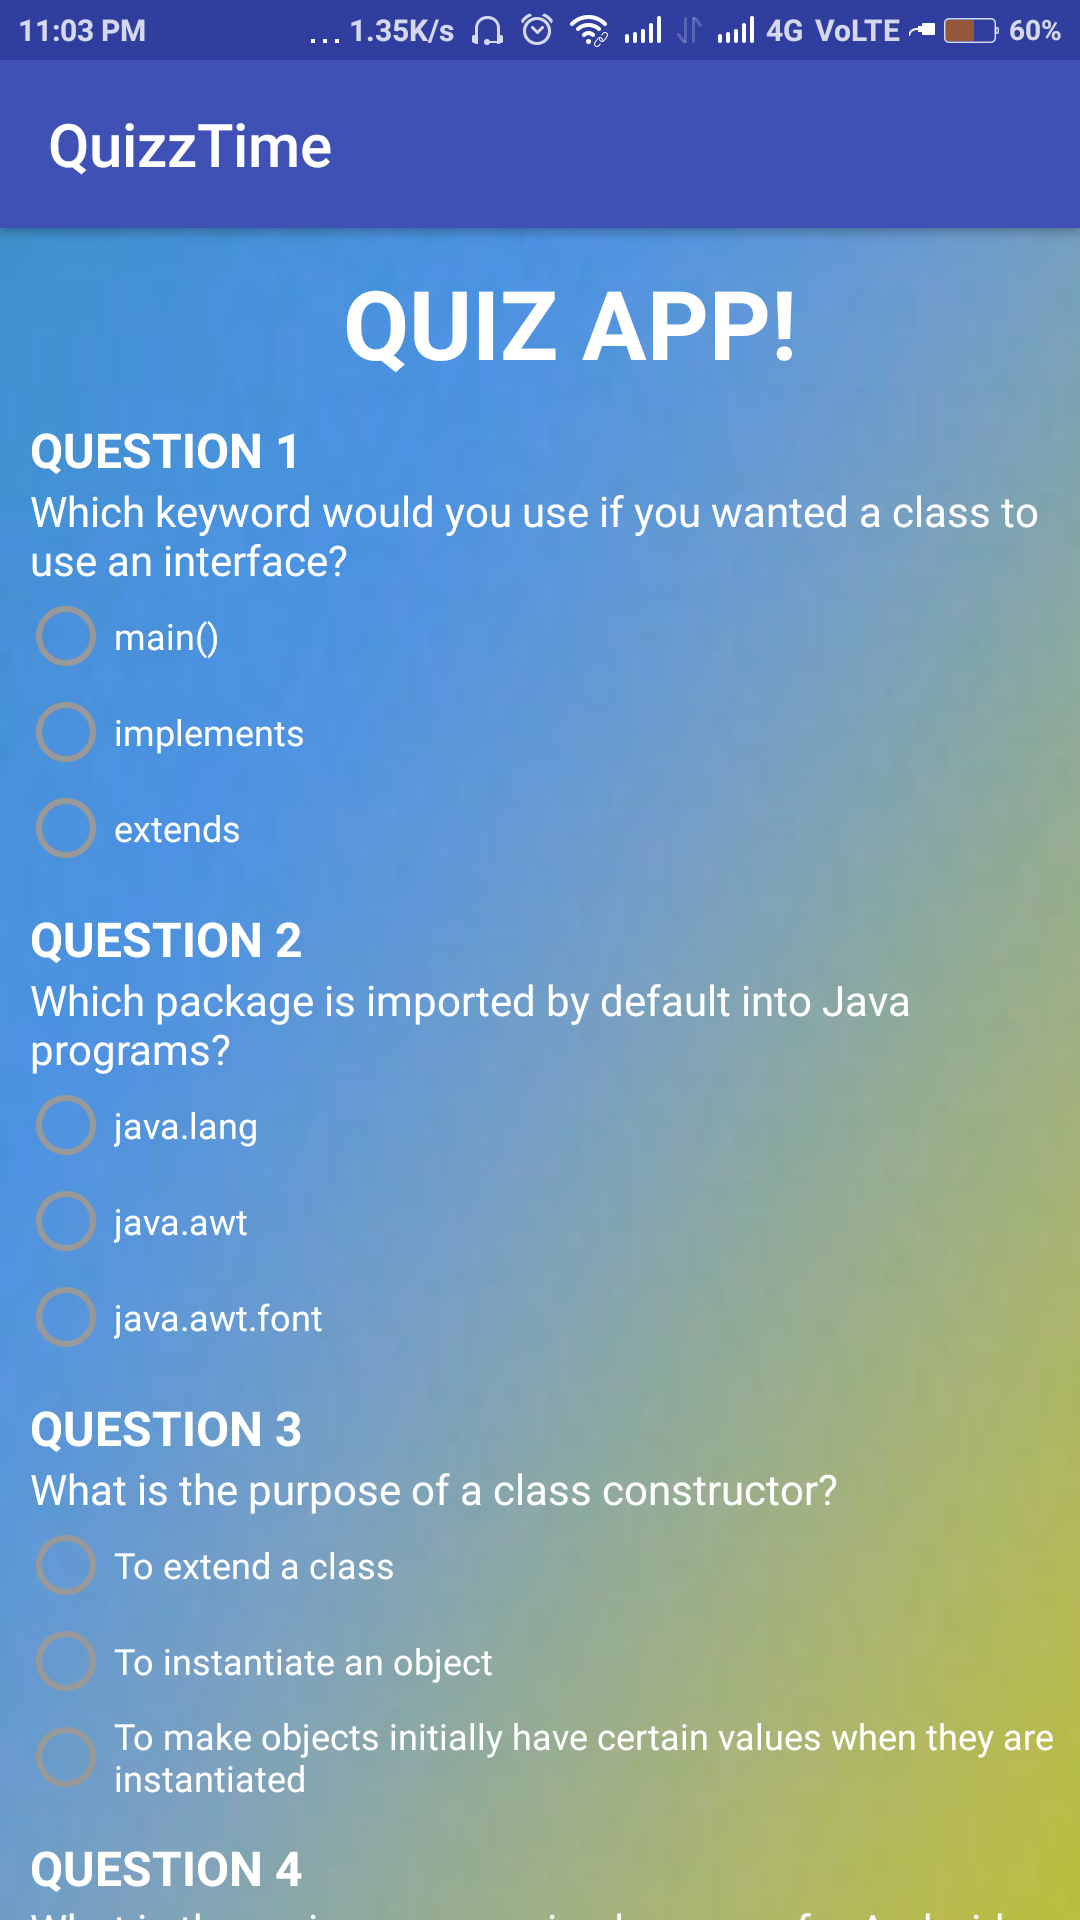 11:03 PM ... 1.35K/s 4G VoLTE 60%
QuizzTime
QUIZ APP!
QUESTION 1
Which keyword would you use if you wanted a class to
use an interface?
main()
implements
extends
QUESTION 2
Which package is imported by default into Java
programs?
java.lang
java.awt
java.awt.font
QUESTION 3
What is the purpose of a class constructor?
To extend a class
To instantiate an object
To make objects initially have certain values when they are
instantiated
QUESTION 4